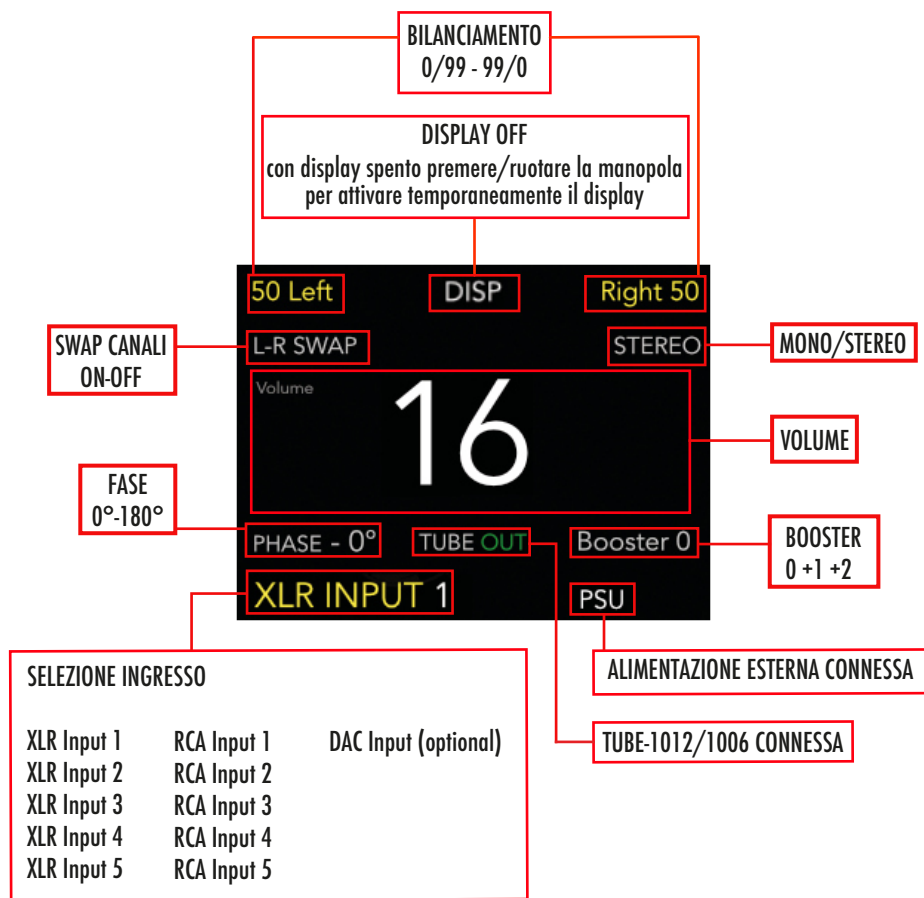 BILANCIAMENTO
0/99 - 99/0
DISPLAY OFF
con display spento premere/ruotare la manopola
per attivare temporaneamente il display
50 Left
DISP
Right 50
SWAP CANALI
ON-OFF
L-R SWAP
STEREO
MONO/STEREO
Volume
16
VOLUME
FASE
0°-180°
PHASE - 0°
TUBE OUT
Booster 0
BOOSTER
0 +1 +2
XLR INPUT 1
PSU
ALIMENTAZIONE ESTERNA CONNESSA
TUBE-1012/1006 CONNESSA
SELEZIONE INGRESSO
XLR Input 1 RCA Input 1 DAC Input (optional)
XLR Input 2 RCA Input 2
XLR Input 3 RCA Input 3
XLR Input 4 RCA Input 4
XLR Input 5 RCA Input 5